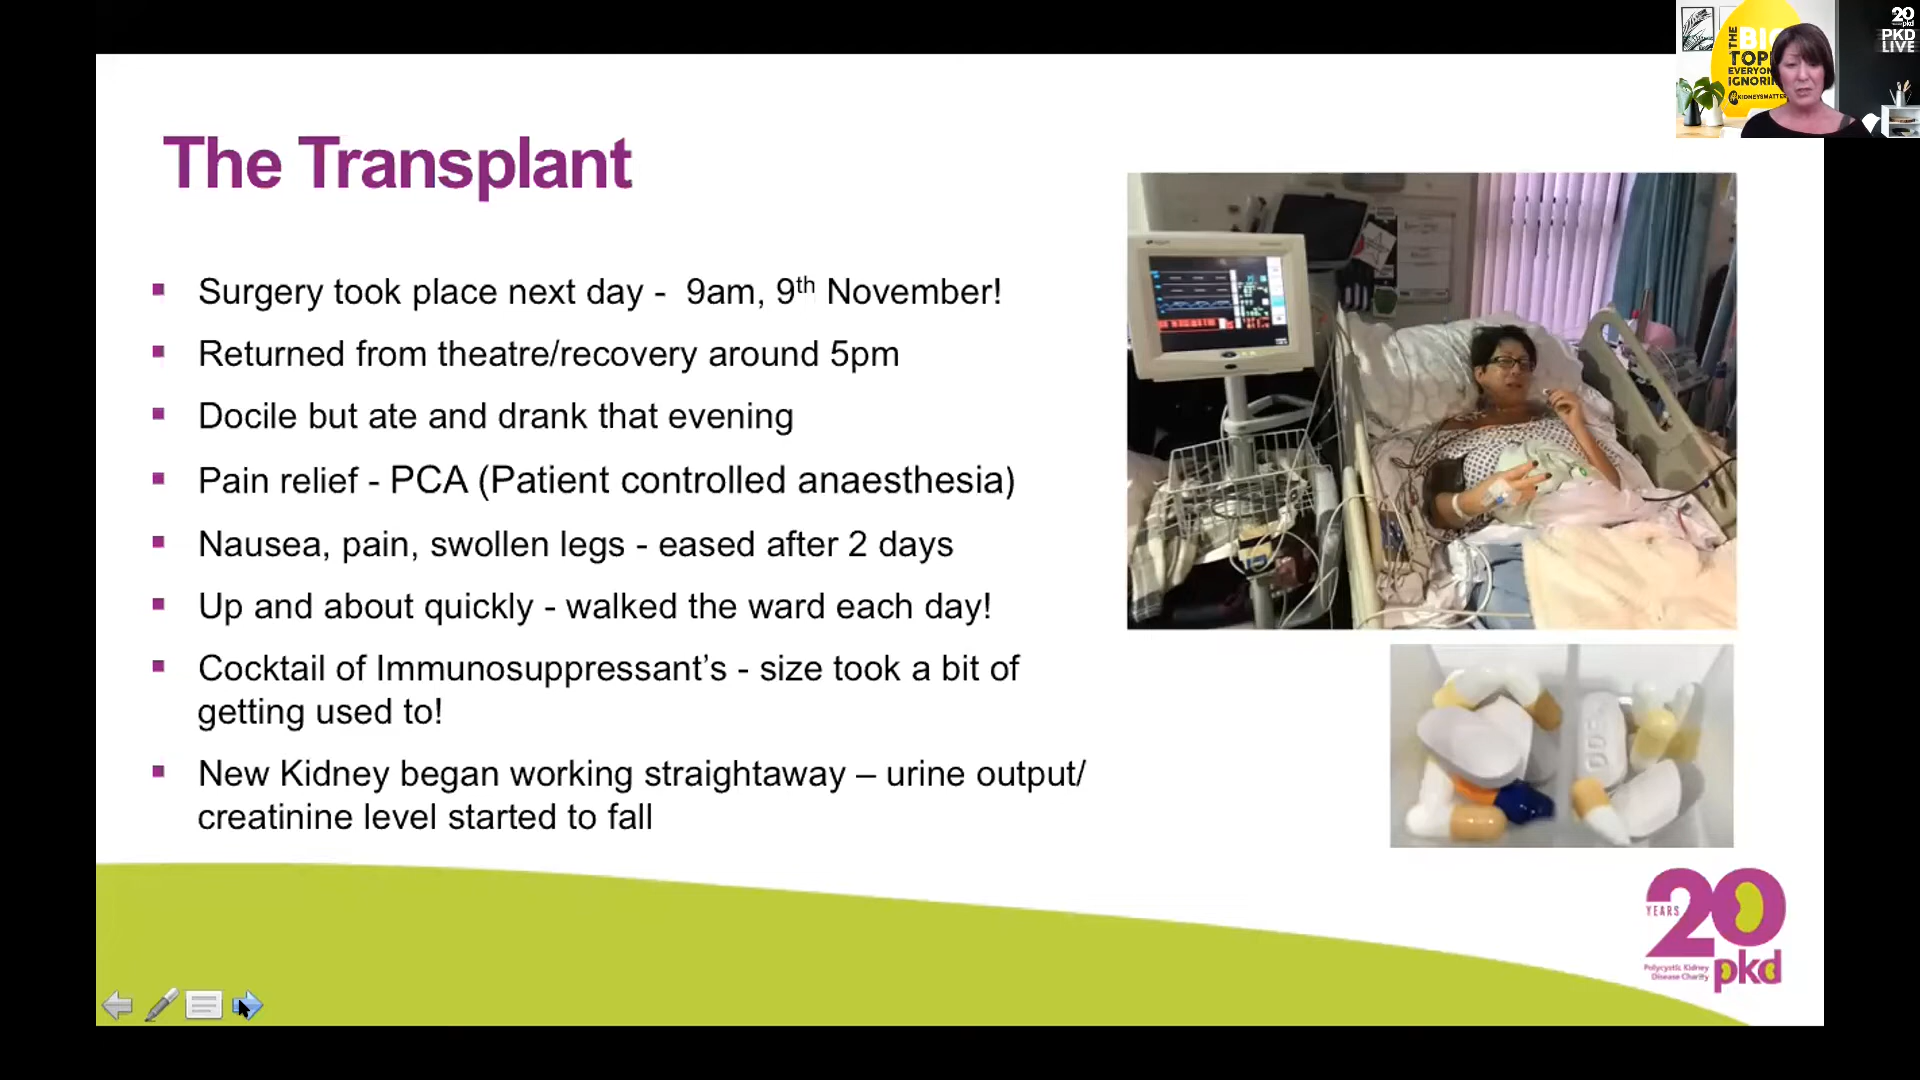 The Transplant
Surgery took place next day -  9am, 9th November!
Returned from theatre/recovery around 5pm
Docile but ate and drank that evening
Pain relief - PCA (Patient controlled anaesthesia)
Nausea, pain, swollen legs - eased after 2 days
Up and about quickly - walked the ward each day!
Cocktail of Immunosuppressant’s - size took a bit of
getting used to!
New Kidney began working straightaway – urine output/
creatinine level started to fall
THE BIG
TOPI
EVERYON
IGNORI
#KIDNEYSMATTER
20
pkd
PKD
LIVE
500
YEARS
20
Polycystic Kidney
Disease Charity
pkd